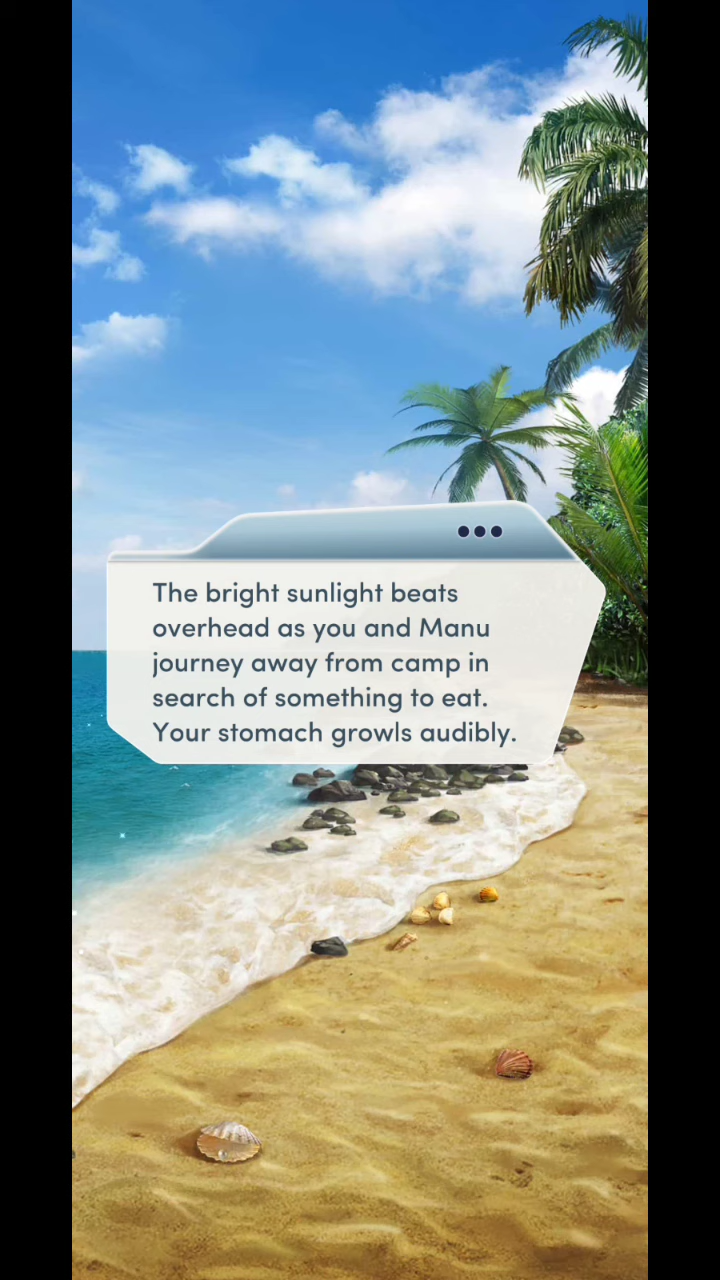 The bright sunlight beats
overhead as you and Manu
journey away from camp in
search of something to eat.
Your stomach growls audibly.